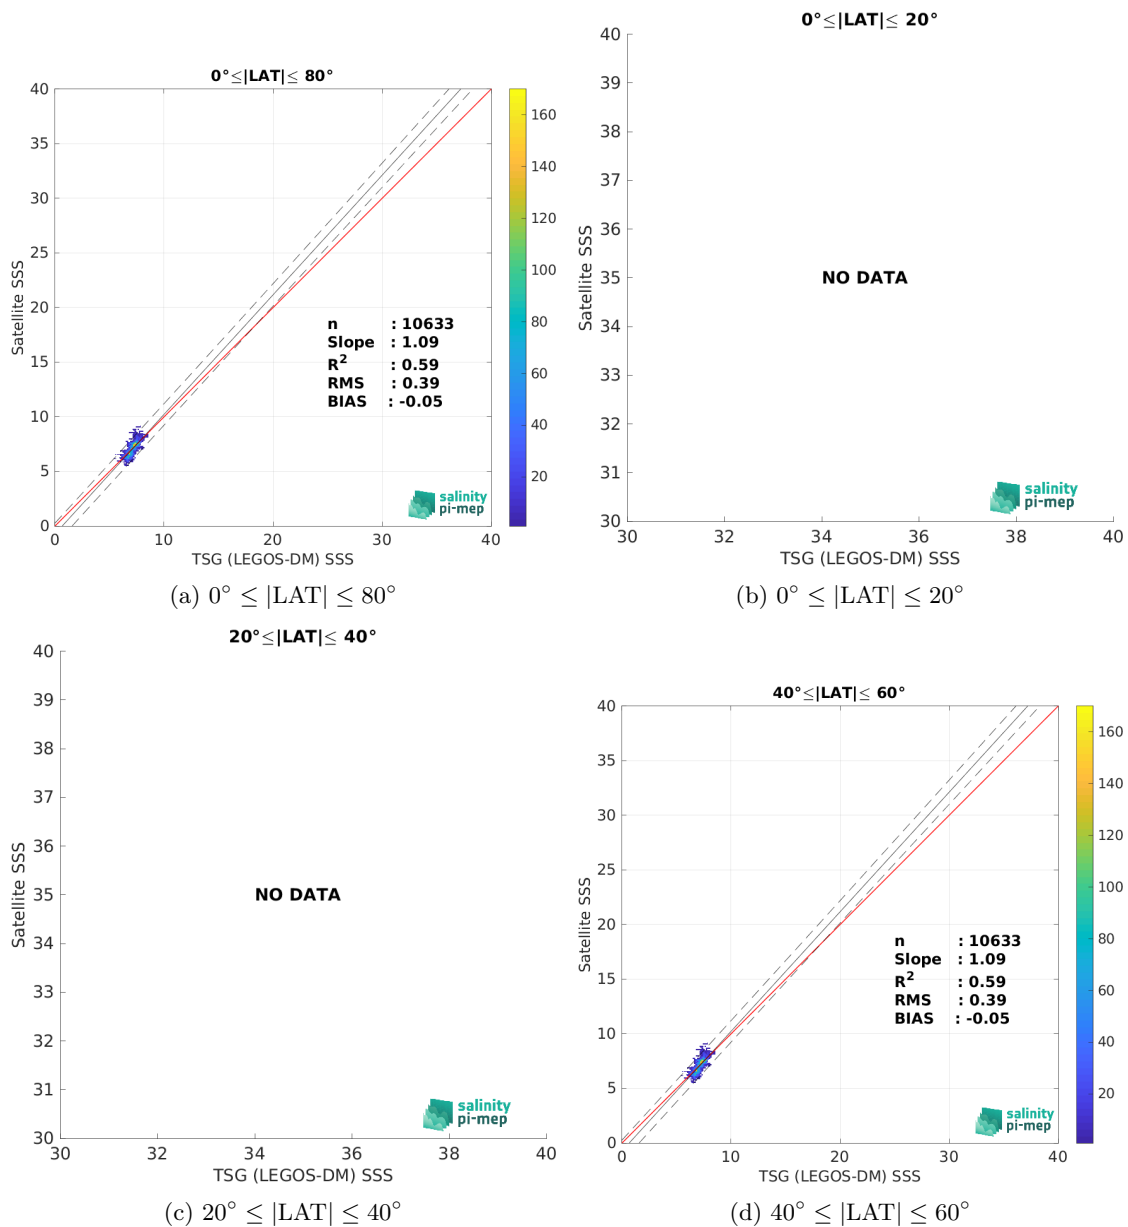 0°≤|LAT|≤ 80°
40
35
30
25
20
15
10
5
0
Satellite SSS
0
10
20
30
40
TSG (LEGOS-DM) SSS
160
140
120
100
80
60
40
20
n : 10633
Slope : 1.09
R² : 0.59
RMS : 0.39
BIAS : -0.05
salinity
pi-mep
(a) 0° ≤ |LAT| ≤ 80°
0°≤|LAT|≤ 20°
40
39
38
37
36
35
34
33
32
31
30
Satellite SSS
NO DATA
30
32
34
36
38
40
TSG (LEGOS-DM) SSS
salinity
pi-mep
(b) 0° ≤ |LAT| ≤ 20°
20°≤|LAT|≤ 40°
40
39
38
37
36
35
34
33
32
31
30
Satellite SSS
NO DATA
30
32
34
36
38
40
TSG (LEGOS-DM) SSS
salinity
pi-mep
(c) 20° ≤ |LAT| ≤ 40°
40°≤|LAT|≤ 60°
40
35
30
25
20
15
10
5
0
Satellite SSS
0
10
20
30
40
TSG (LEGOS-DM) SSS
160
140
120
100
80
60
40
20
n : 10633
Slope : 1.09
R² : 0.59
RMS : 0.39
BIAS : -0.05
salinity
pi-mep
(d) 40° ≤ |LAT| ≤ 60°